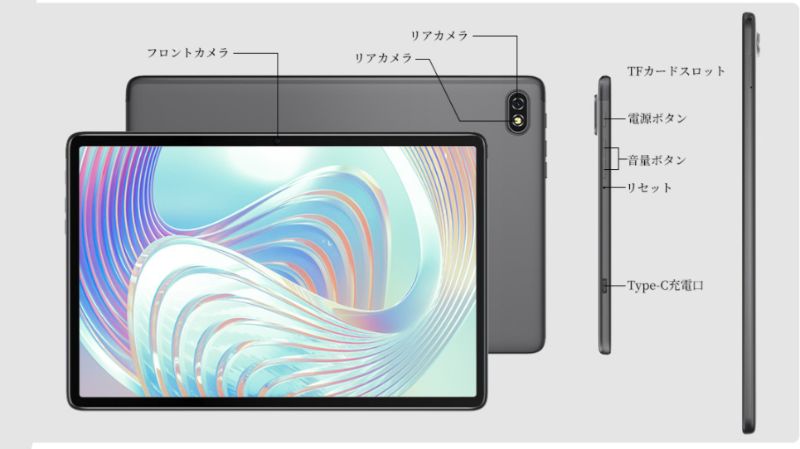 リアカメラ
フロントカメラ
リアカメラ
TFカードスロット
電源ボタン
音量ボタン
リセット
Type-C充電口